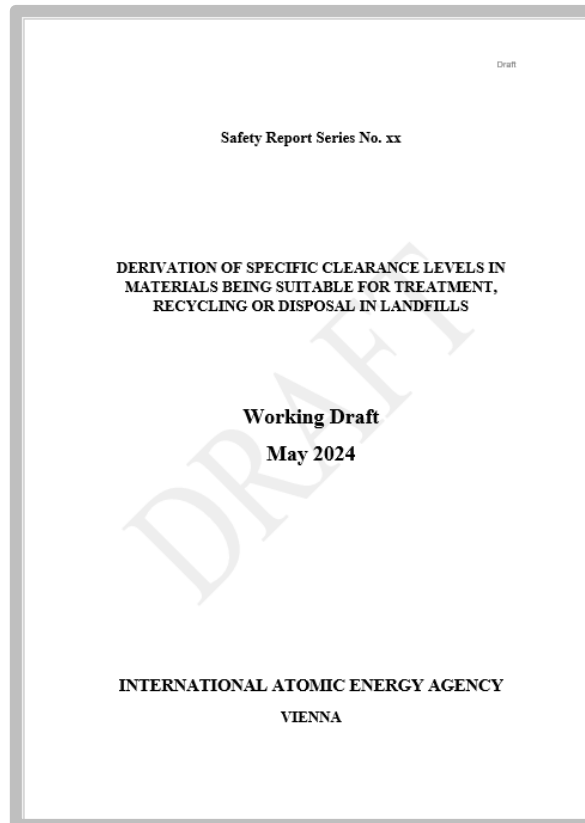 Draft
Safety Report Series No. xx
DERIVATION OF SPECIFIC CLEARANCE LEVELS IN
MATERIALS BEING SUITABLE FOR TREATMENT,
RECYCLING OR DISPOSAL IN LANDFILLS
DRAFT
Working Draft
May 2024
INTERNATIONAL ATOMIC ENERGY AGENCY
VIENNA